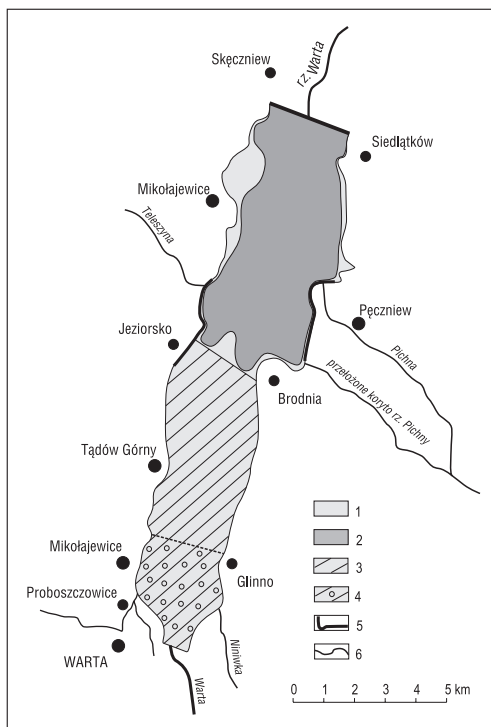 Skęczniew
rz. Warta
Siedlątków
Mikołajewice
Teleszyna
Pęczniew
Jeziorsko
Pichna
przełożone koryto rz. Pichny
Brodnia
Tądów Górny
1
2
Mikołajewice
3
Glinno
4
Proboszczowice
5
WARTA
Niniwka
6
Warta
0 1 2 4 5 km